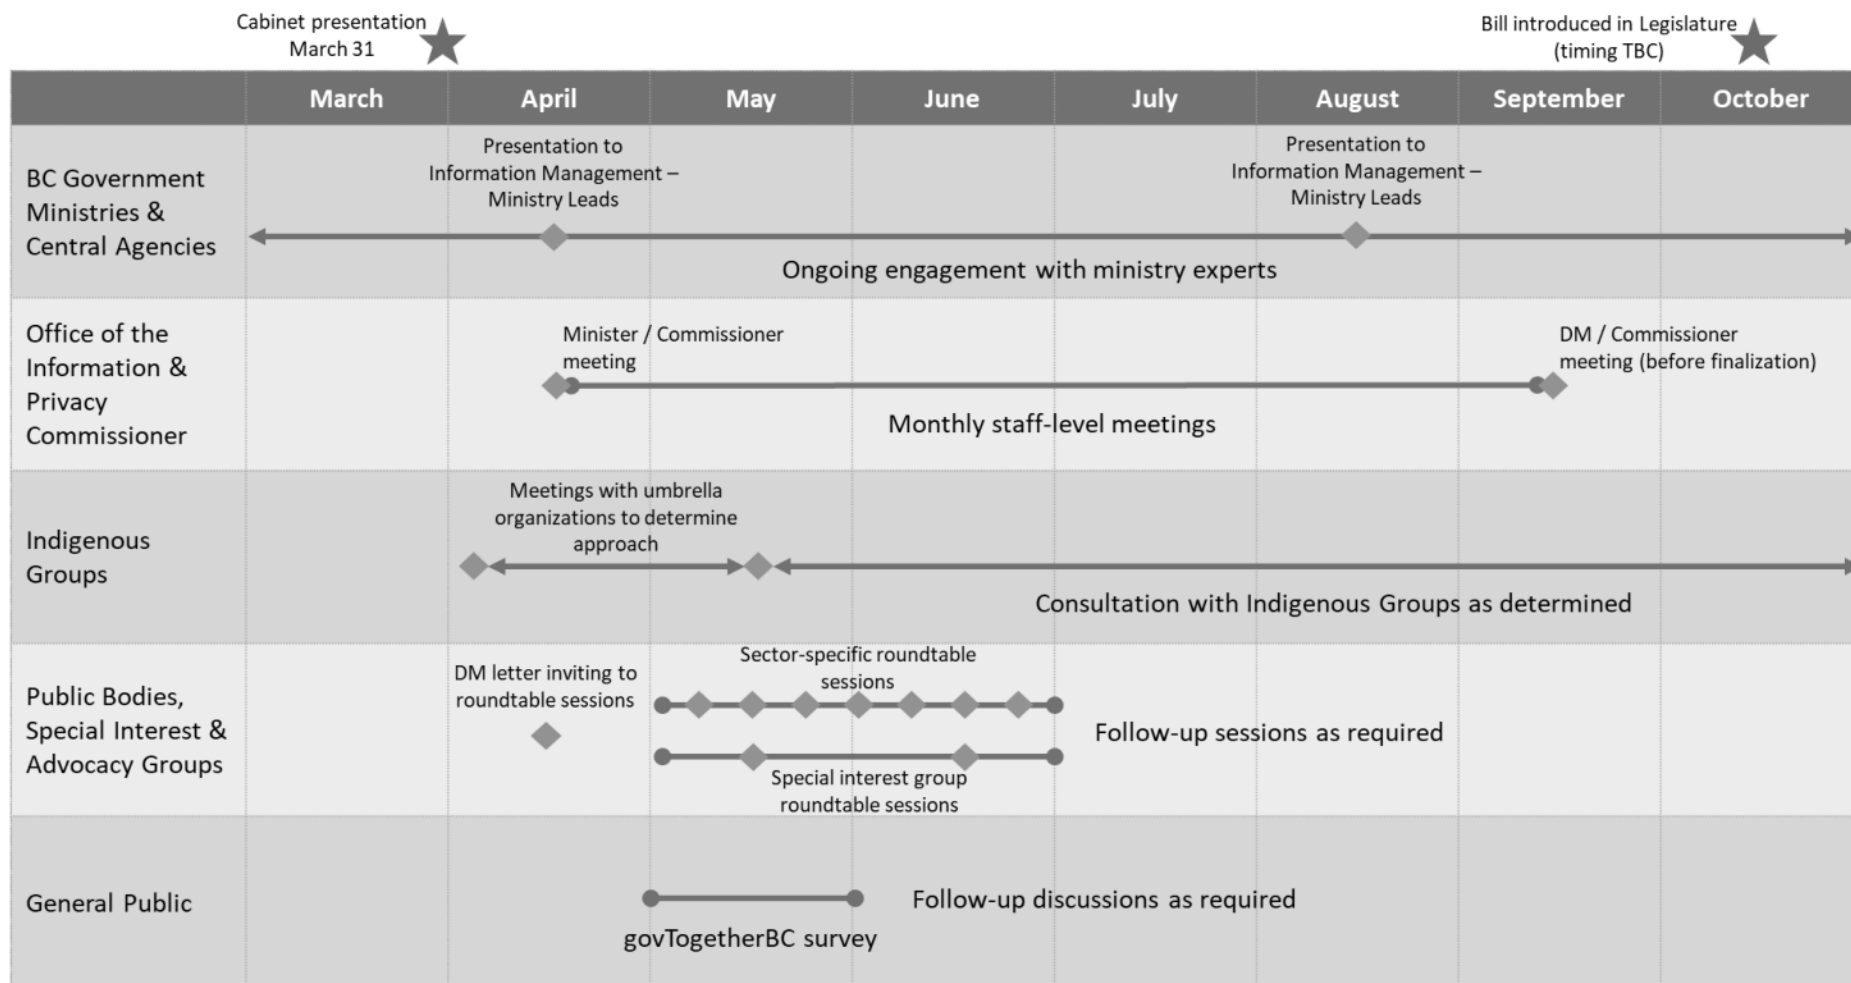 Cabinet presentation
March 31
Bill introduced in Legislature
(timing TBC)
March
April
May
June
July
August
September
October
BC Government
Ministries &
Central Agencies
Presentation to
Information Management –
Ministry Leads
Presentation to
Information Management –
Ministry Leads
Ongoing engagement with ministry experts
Office of the
Information &
Privacy
Commissioner
Minister / Commissioner
meeting
DM / Commissioner
meeting (before finalization)
Monthly staff-level meetings
Indigenous
Groups
Meetings with umbrella
organizations to determine
approach
Consultation with Indigenous Groups as determined
Public Bodies,
Special Interest &
Advocacy Groups
DM letter inviting to
roundtable sessions
Sector-specific roundtable
sessions
Special interest group
roundtable sessions
Follow-up sessions as required
General Public
govTogetherBC survey
Follow-up discussions as required